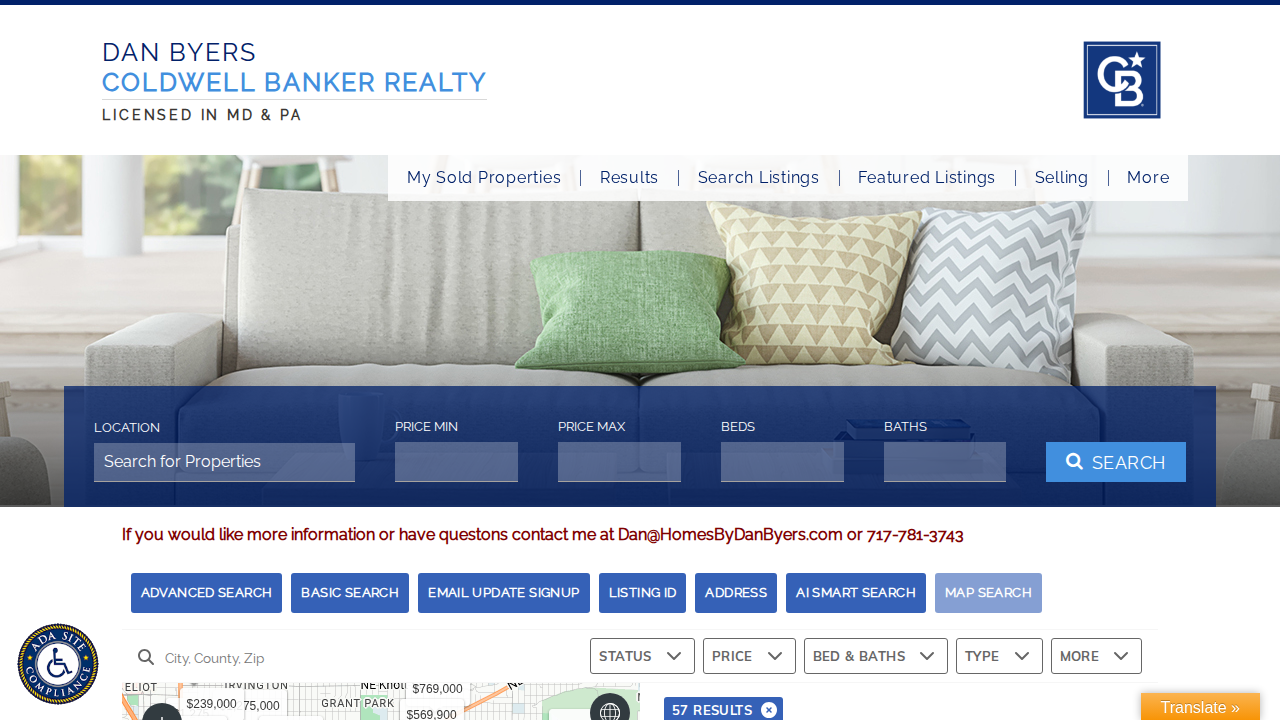 DAN BYERS
COLDWELL BANKER REALTY
LICENSED IN MD & PA
CB
My Sold Properties
Results
Search Listings
Featured Listings
Selling
More
LOCATION
PRICE MIN
PRICE MAX
BEDS
BATHS
Search for Properties
SEARCH
If you would like more information or have questons contact me at Dan@HomesByDanByers.com or 717-781-3743
ADVANCED SEARCH
BASIC SEARCH
EMAIL UPDATE SIGNUP
LISTING ID
ADDRESS
AI SMART SEARCH
MAP SEARCH
ADA SITE COMPLIANCE
City, County, Zip
STATUS
PRICE
BED & BATHS
TYPE
MORE
ELIOT
IRVINGTON
$769,000
$239,000
75,000
GRANT PARK
$569,900
57 RESULTS
Translate »